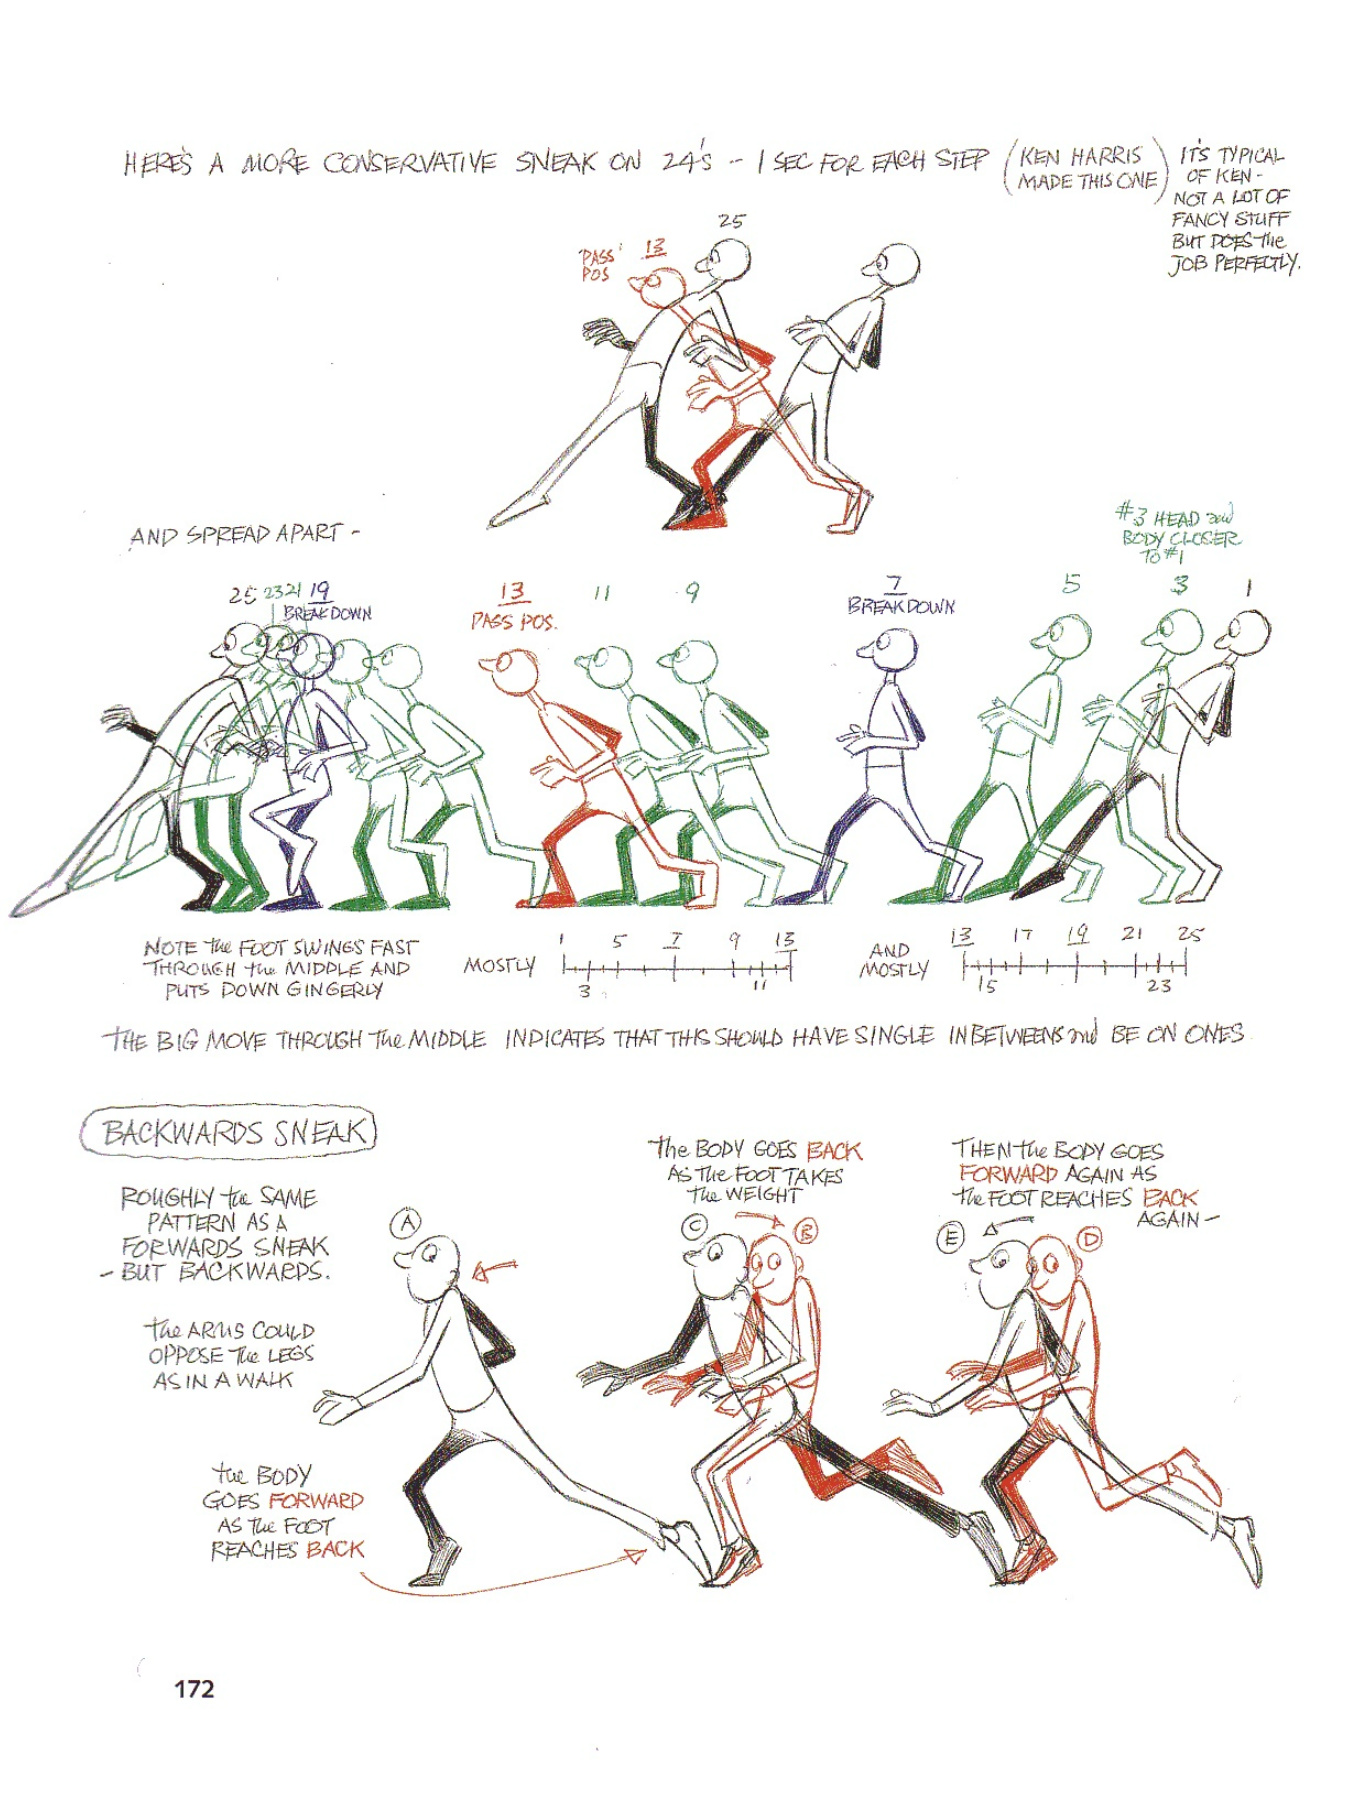 HERE'S A MORE CONSERVATIVE SNEAK ON 24'S -- 1 SEC FOR EACH STEP
(KEN HARRIS
MADE THIS ONE)
IT'S TYPICAL
OF KEN -
NOT A LOT OF
FANCY STUFF
BUT DOES THE
JOB PERFECTLY.
25
'PASS' 13
POS
AND SPREAD APART -
#3 HEAD and
BODY CLOSER
TO #1
25 23 21 19
BREAKDOWN
13
PASS POS.
11
9
7
BREAKDOWN
5
3
1
NOTE the FOOT SWINGS FAST
THROUGH the MIDDLE AND
PUTS DOWN GINGERLY
MOSTLY
1 5 7 9 13
3 11
AND
MOSTLY
13 17 19 21 25
15 23
THE BIG MOVE THROUGH The MIDDLE INDICATES THAT THIS SHOULD HAVE SINGLE INBETWEENS and BE ON ONES
BACKWARDS SNEAK
ROUGHLY the SAME
PATTERN AS A
FORWARDS SNEAK
- BUT BACKWARDS.
the ARMS COULD
OPPOSE The LEGS
AS IN A WALK
A
the BODY
GOES FORWARD
AS The FOOT
REACHES BACK
the BODY GOES BACK
AS The FOOT TAKES
the WEIGHT
C
B
THEN the BODY GOES
FORWARD AGAIN AS
the FOOT REACHES BACK
AGAIN -
E
D
172